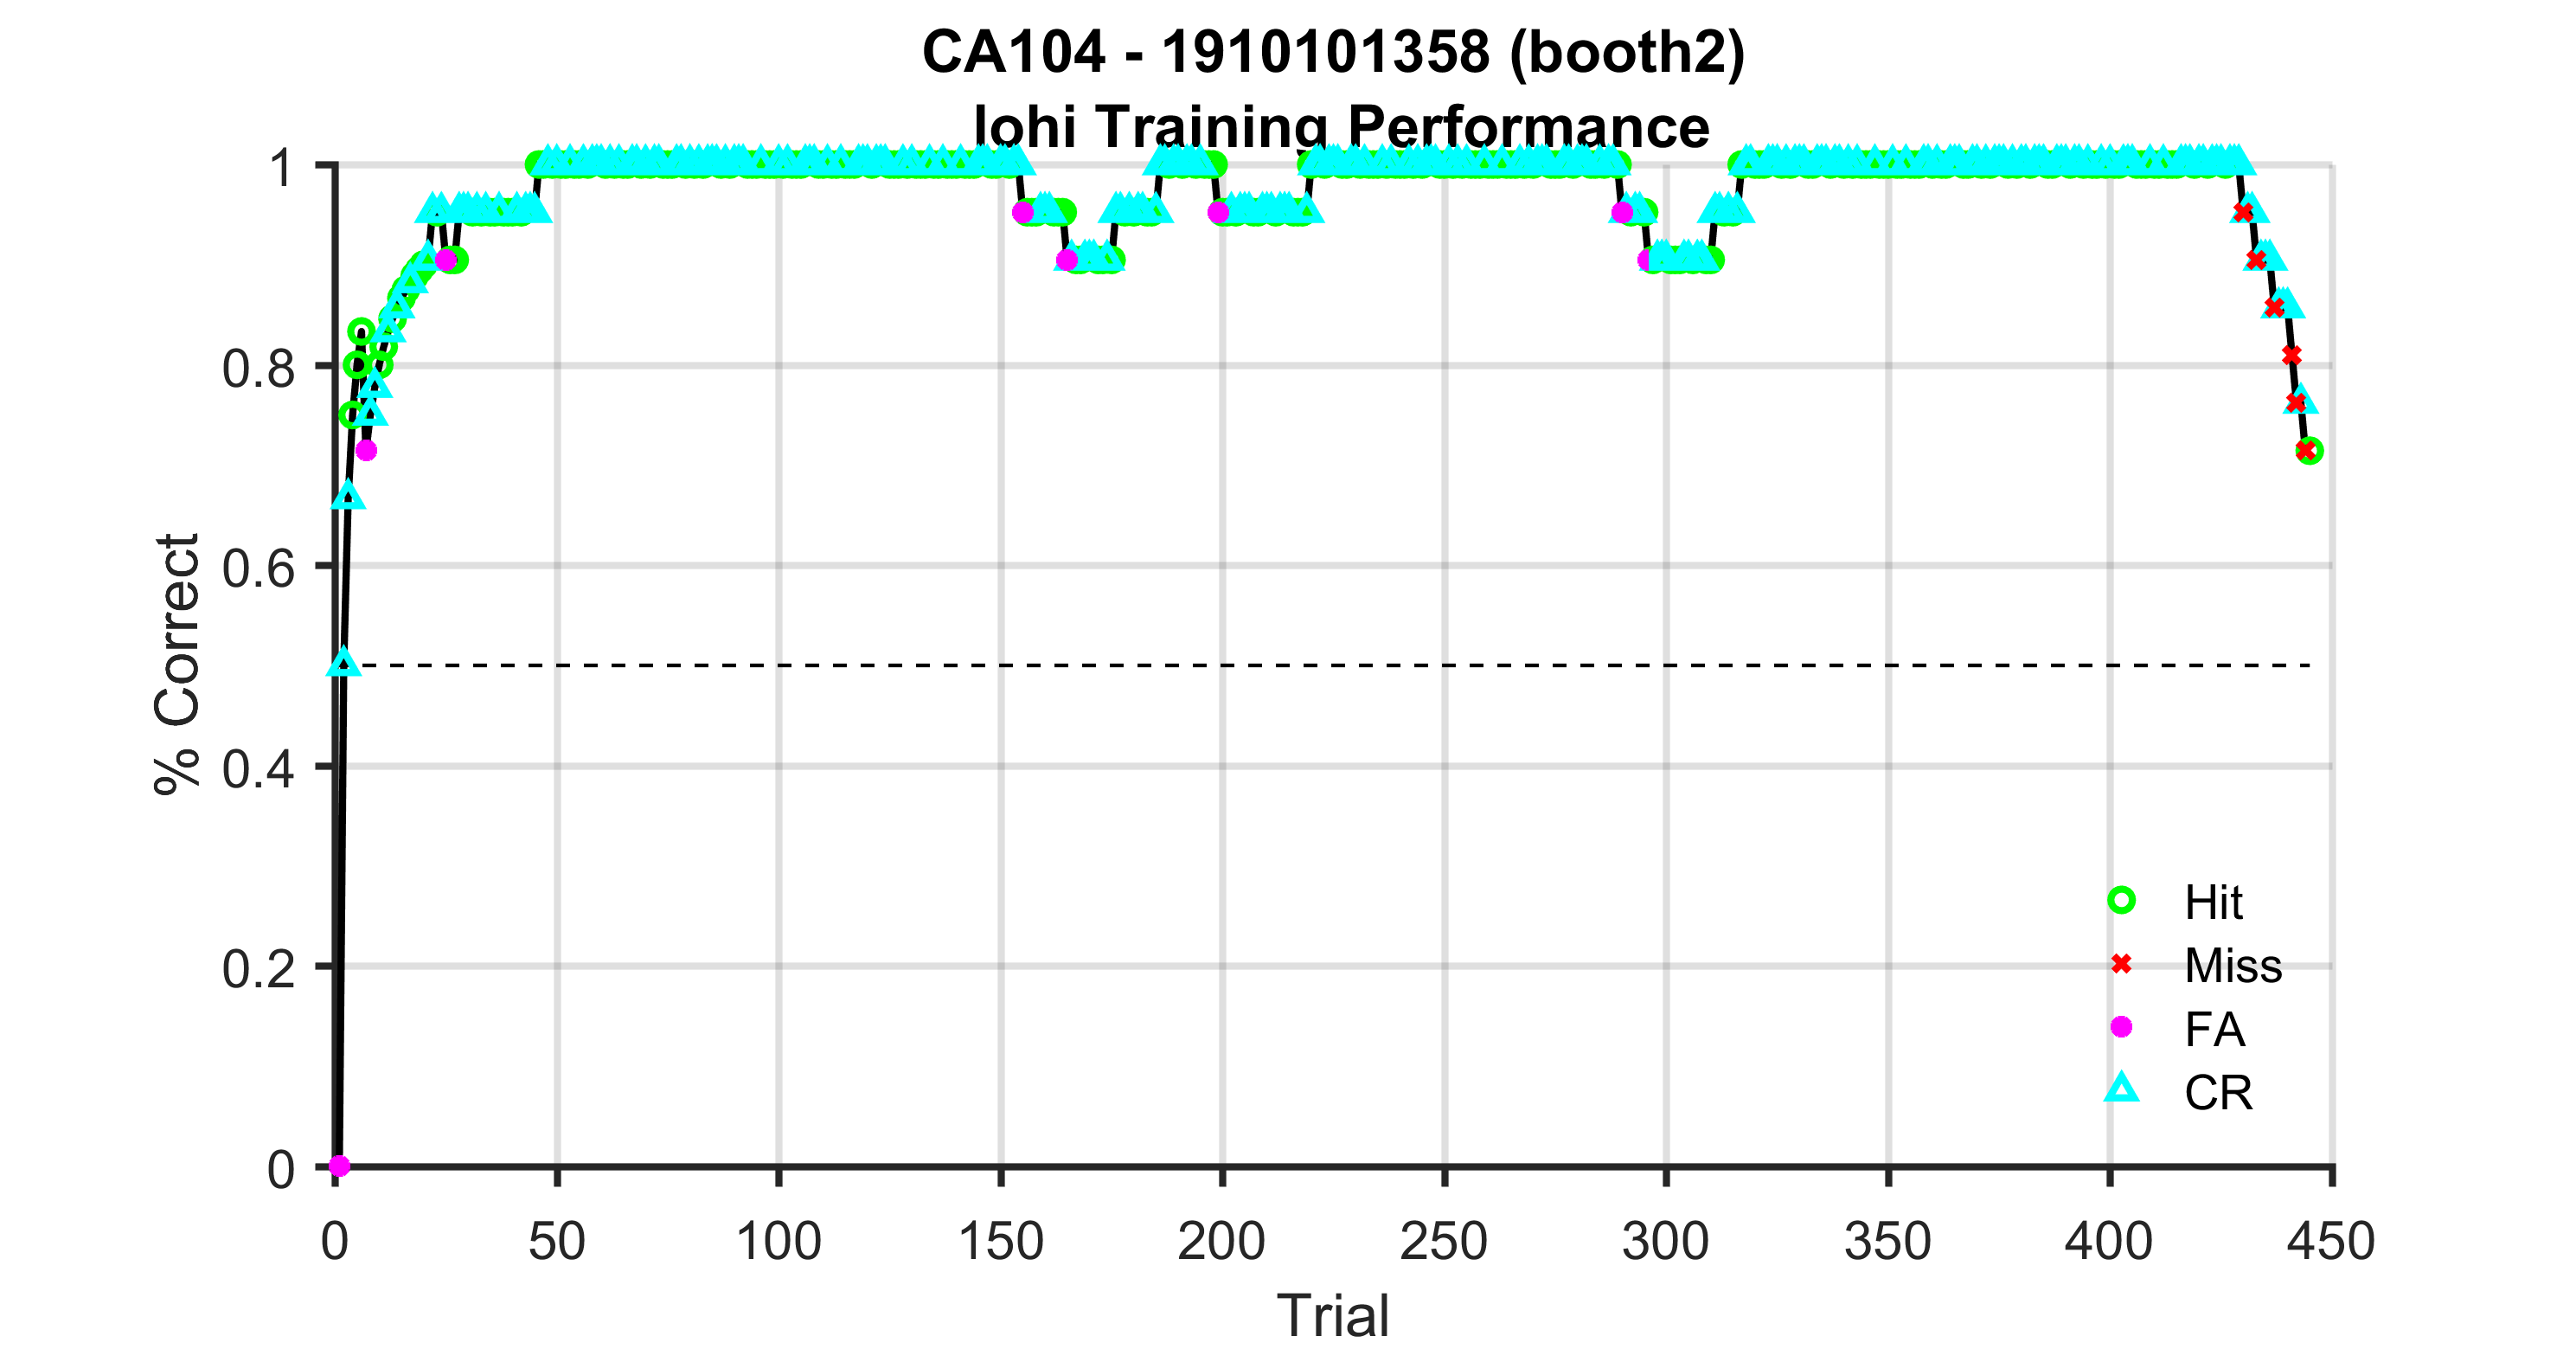 CA104 - 1910101358 (booth2)
lohi Training Performance
% Correct
1
0.8
0.6
0.4
0.2
0
0 50 100 150 200 250 300 350 400 450
Trial
Hit
Miss
FA
CR